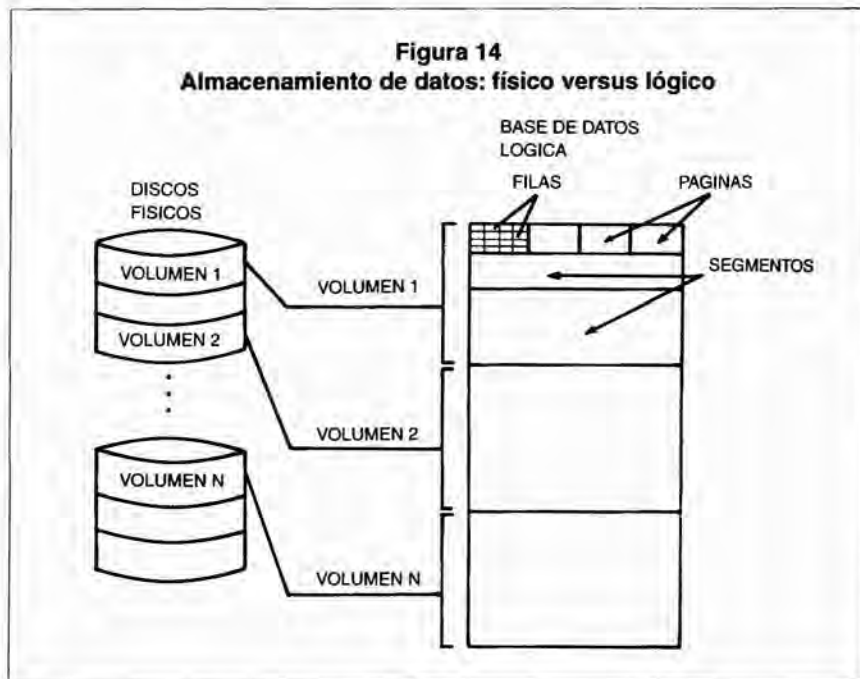 Figura 14
Almacenamiento de datos: físico versus lógico
BASE DE DATOS
LOGICA
FILAS
PAGINAS
DISCOS
FISICOS
VOLUMEN 1
VOLUMEN 1
SEGMENTOS
VOLUMEN 2
VOLUMEN 2
VOLUMEN N
VOLUMEN N